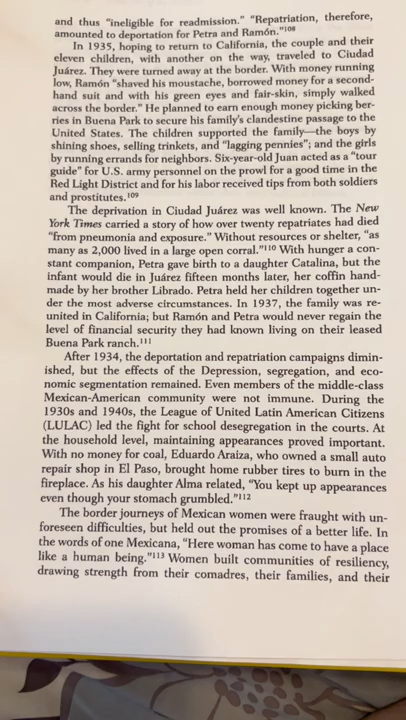 and thus "ineligible for readmission." "Repatriation, therefore,
amounted to deportation for Petra and Ramón."108
In 1935, hoping to return to California, the couple and their
eleven children, with another on the way, traveled to Ciudad
Juárez. They were turned away at the border. With money running
low, Ramón "shaved his moustache, borrowed money for a second-
hand suit and with his green eyes and fair-skin, simply walked
across the border." He planned to earn enough money picking ber-
ries in Buena Park to secure his family's clandestine passage to the
United States. The children supported the family—the boys by
shining shoes, selling trinkets, and "lagging pennies"; and the girls
by running errands for neighbors. Six-year-old Juan acted as a "tour
guide" for U.S. army personnel on the prowl for a good time in the
Red Light District and for his labor received tips from both soldiers
and prostitutes.109
The deprivation in Ciudad Juárez was well known. The New
York Times carried a story of how over twenty repatriates had died
"from pneumonia and exposure." Without resources or shelter, "as
many as 2,000 lived in a large open corral."110 With hunger a con-
stant companion, Petra gave birth to a daughter Catalina, but the
infant would die in Juárez fifteen months later, her coffin hand-
made by her brother Librado. Petra held her children together un-
der the most adverse circumstances. In 1937, the family was re-
united in California; but Ramón and Petra would never regain the
level of financial security they had known living on their leased
Buena Park ranch.111
After 1934, the deportation and repatriation campaigns dimin-
ished, but the effects of the Depression, segregation, and eco-
nomic segmentation remained. Even members of the middle-class
Mexican-American community were not immune. During the
1930s and 1940s, the League of United Latin American Citizens
(LULAC) led the fight for school desegregation in the courts. At
the household level, maintaining appearances proved important.
With no money for coal, Eduardo Araiza, who owned a small auto
repair shop in El Paso, brought home rubber tires to burn in the
fireplace. As his daughter Alma related, "You kept up appearances
even though your stomach grumbled."112
The border journeys of Mexican women were fraught with un-
foreseen difficulties, but held out the promises of a better life. In
the words of one Mexicana, "Here woman has come to have a place
like a human being."113 Women built communities of resiliency,
drawing strength from their comadres, their families, and their